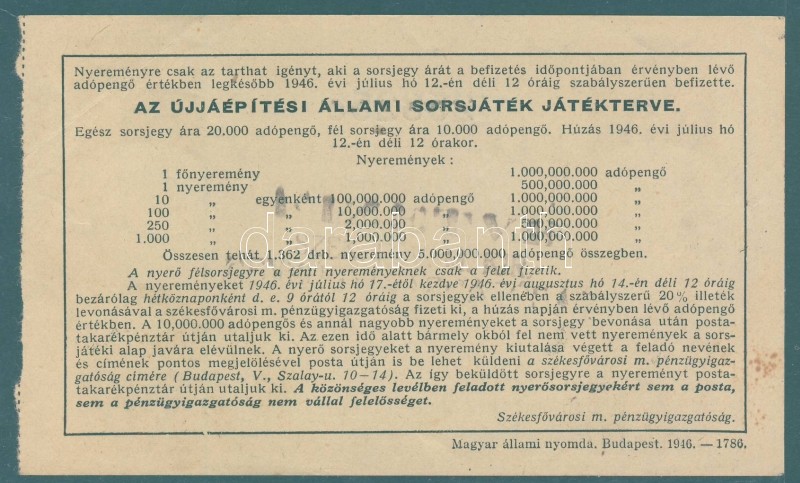 Nyereményre csak az tarthat igényt, aki a sorsjegy árát a befizetés időpontjában érvényben lévő
adópengő értékben legkésőbb 1946. évi július hó 12.-én déli 12 óráig szabályszerűen befizette.
AZ ÚJJÁÉPÍTÉSI ÁLLAMI SORSJÁTÉK JÁTÉKTERVE.
Egész sorsjegy ára 20.000 adópengő, fél sorsjegy ára 10.000 adópengő. Húzás 1946. évi július hó
12.-én déli 12 órakor.
Nyeremények :
1 főnyeremény 1.000,000.000 adópengő
1 nyeremény 500,000.000 „
10 „ egyenként 100,000.000 adópengő 1.000,000.000 „
100 „ „ 10,000.000 „ 1.000,000.000 „
250 „ „ 2,000.000 „ 500,000.000 „
1.000 „ „ 1,000.000 „ 1.000,000.000 „
Összesen tehát 1.362 drb. nyeremény 5.000,000.000 adópengő összegben.
A nyerő félsorsjegyre a fenti nyereményeknek csak a felét fizetik.
A nyereményeket 1946. évi július hó 17.-étől kezdve 1946. évi augusztus hó 14.-én déli 12 óráig
bezárólag hétköznaponként d. e. 9 órától 12 óráig a sorsjegyek ellenében a szabályszerű 20% illeték
levonásával a székesfővárosi m. pénzügyigazgatóság fizeti ki, a húzás napján érvényben lévő adópengő
értékben. A 10,000.000 adópengős és annál nagyobb nyereményeket a sorsjegy bevonása után posta-
takarékpénztár útján utaljuk ki. Az ezen idő alatt bármely okból fel nem vett nyeremények a sors-
játéki alap javára elévülnek. A nyerő sorsjegyeket a nyeremény kiutalása végett a feladó nevének
és címének pontos megjelölésével posta útján is be lehet küldeni a székesfővárosi m. pénzügyigaz-
gatóság címére (Budapest, V., Szalay-u. 10—14). Az így beküldött sorsjegyre a nyereményt posta-
takarékpénztár útján utaljuk ki. A közönséges levélben feladott nyerősorsjegyekért sem a posta,
sem a pénzügyigazgatóság nem vállal felelősséget.
Székesfővárosi m. pénzügyigazgatóság.
Magyar állami nyomda. Budapest. 1946. — 1786.
darabanth